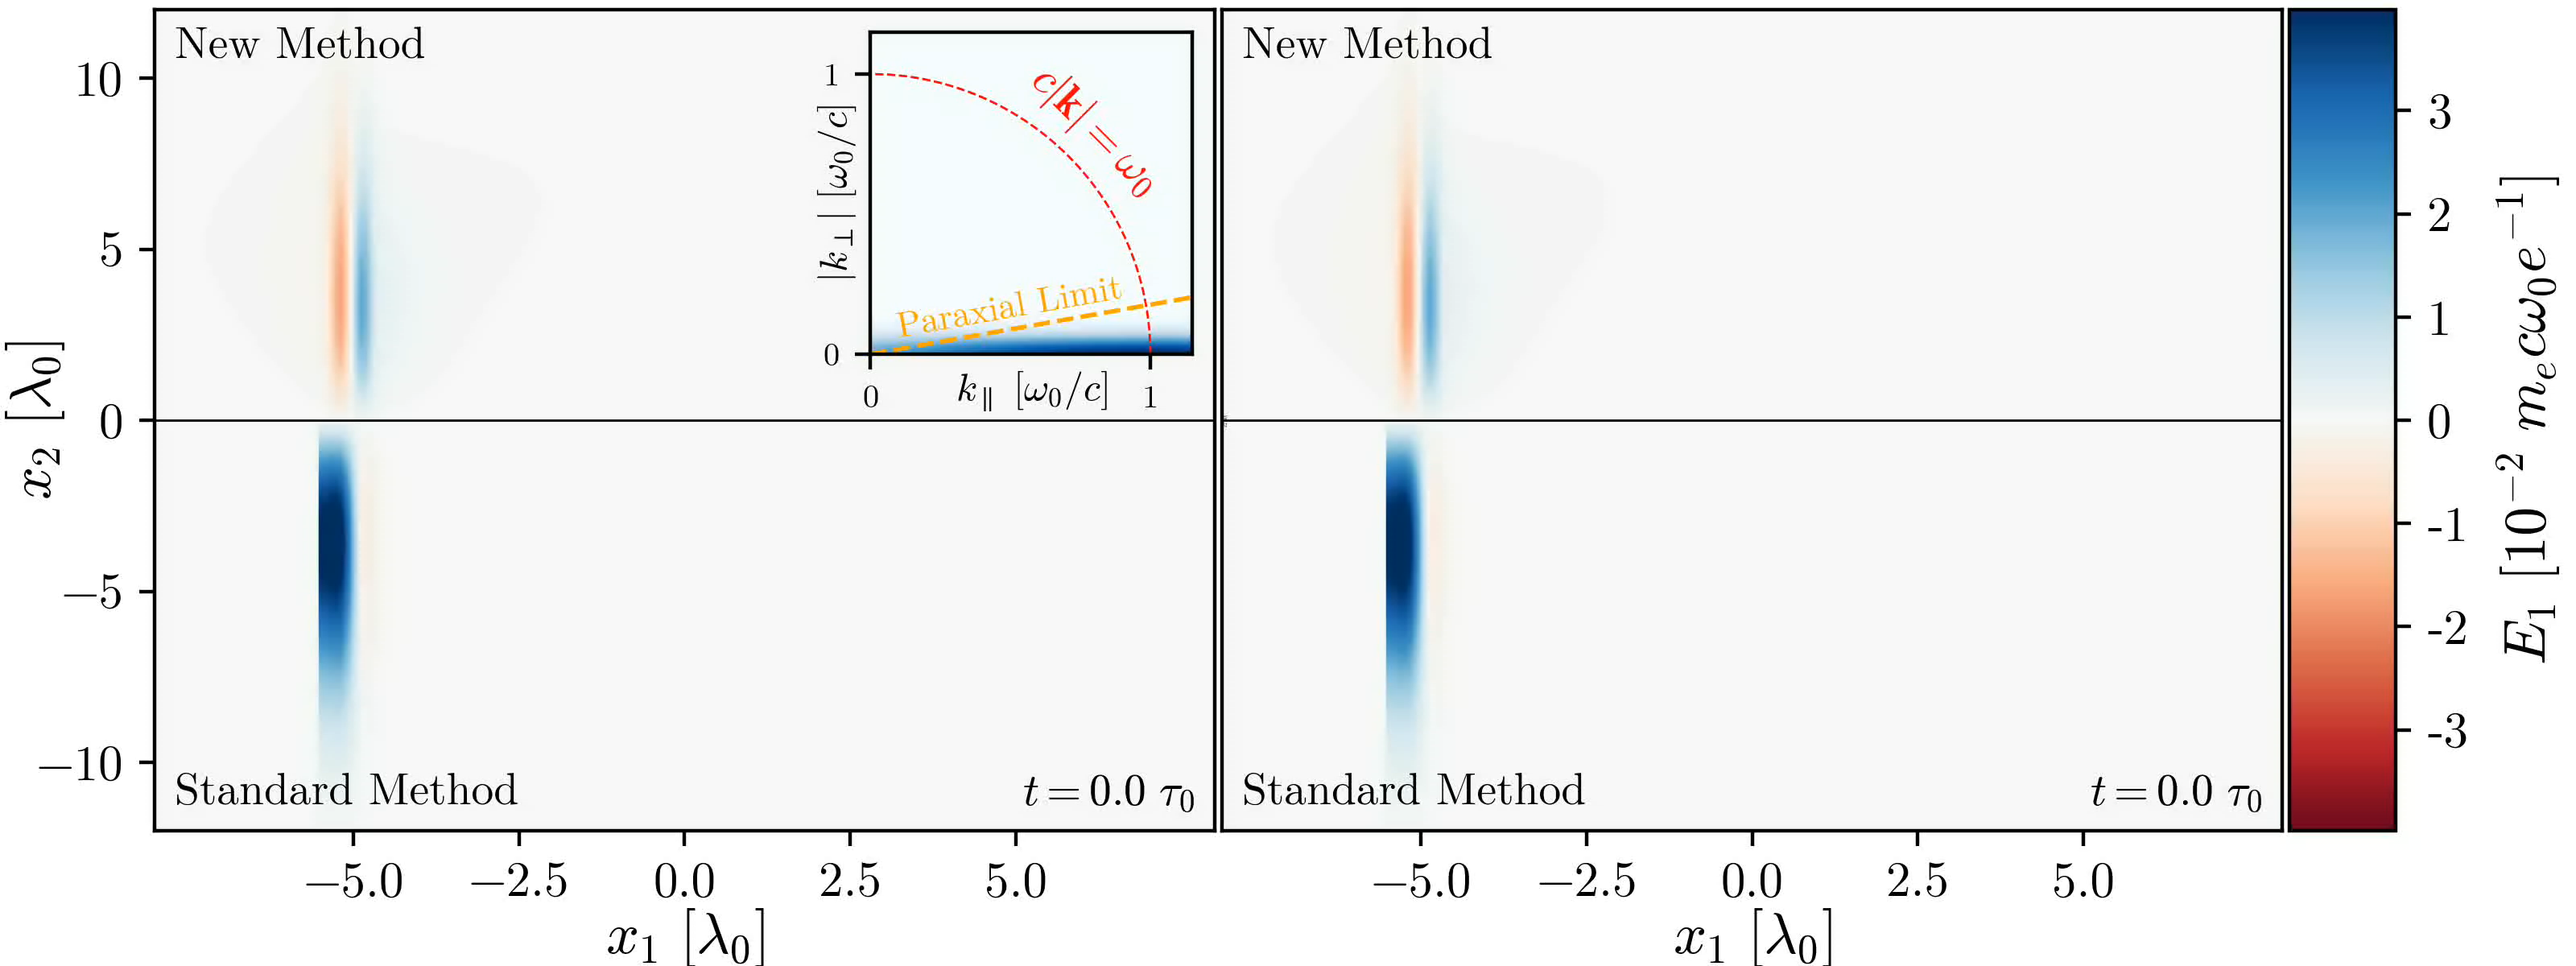 New Method
c|k| = ω₀
Paraxial Limit
|k⊥| [ω₀/c]
1
0
0
1
k∥ [ω₀/c]
Standard Method
t = 0.0 τ₀
10
5
0
−5
−10
x₂ [λ₀]
−5.0
−2.5
0.0
2.5
5.0
x₁ [λ₀]
New Method
Standard Method
t = 0.0 τ₀
−5.0
−2.5
0.0
2.5
5.0
x₁ [λ₀]
3
2
1
0
-1
-2
-3
E₁ [10⁻² mₑcω₀e⁻¹]